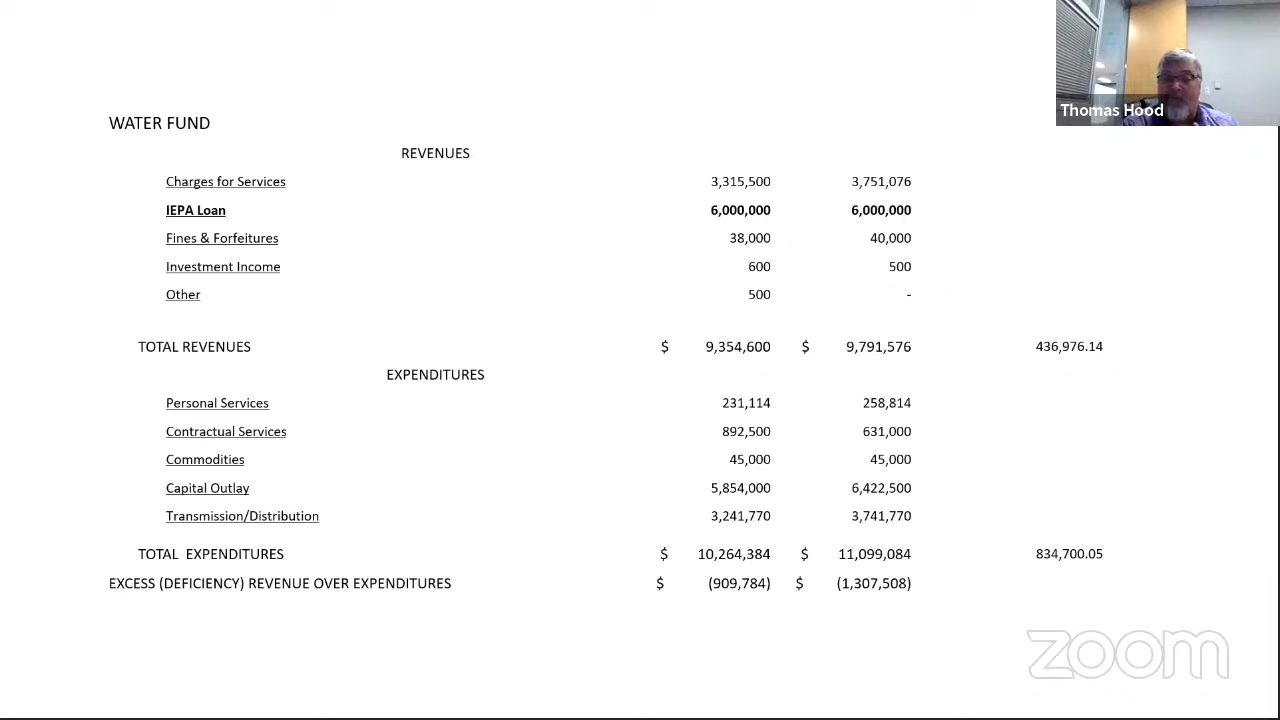 Thomas Hood
WATER FUND
REVENUES
Charges for Services 3,315,500 3,751,076
IEPA Loan 6,000,000 6,000,000
Fines & Forfeitures 38,000 40,000
Investment Income 600 500
Other 500 -
TOTAL REVENUES $ 9,354,600 $ 9,791,576 436,976.14
EXPENDITURES
Personal Services 231,114 258,814
Contractual Services 892,500 631,000
Commodities 45,000 45,000
Capital Outlay 5,854,000 6,422,500
Transmission/Distribution 3,241,770 3,741,770
TOTAL EXPENDITURES $ 10,264,384 $ 11,099,084 834,700.05
EXCESS (DEFICIENCY) REVENUE OVER EXPENDITURES $ (909,784) $ (1,307,508)
zoom